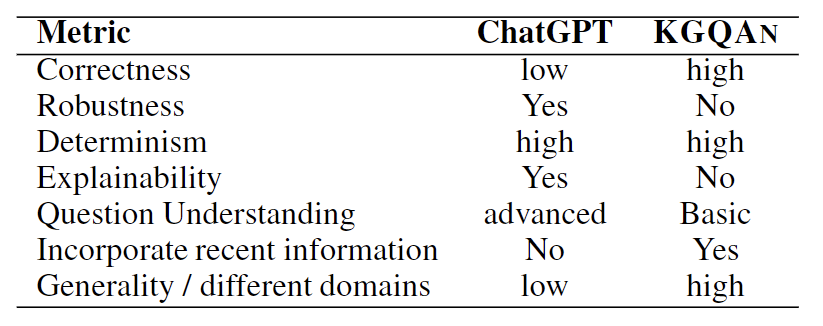 Metric ChatGPT KGQAN
Correctness low high
Robustness Yes No
Determinism high high
Explainability Yes No
Question Understanding advanced Basic
Incorporate recent information No Yes
Generality / different domains low high